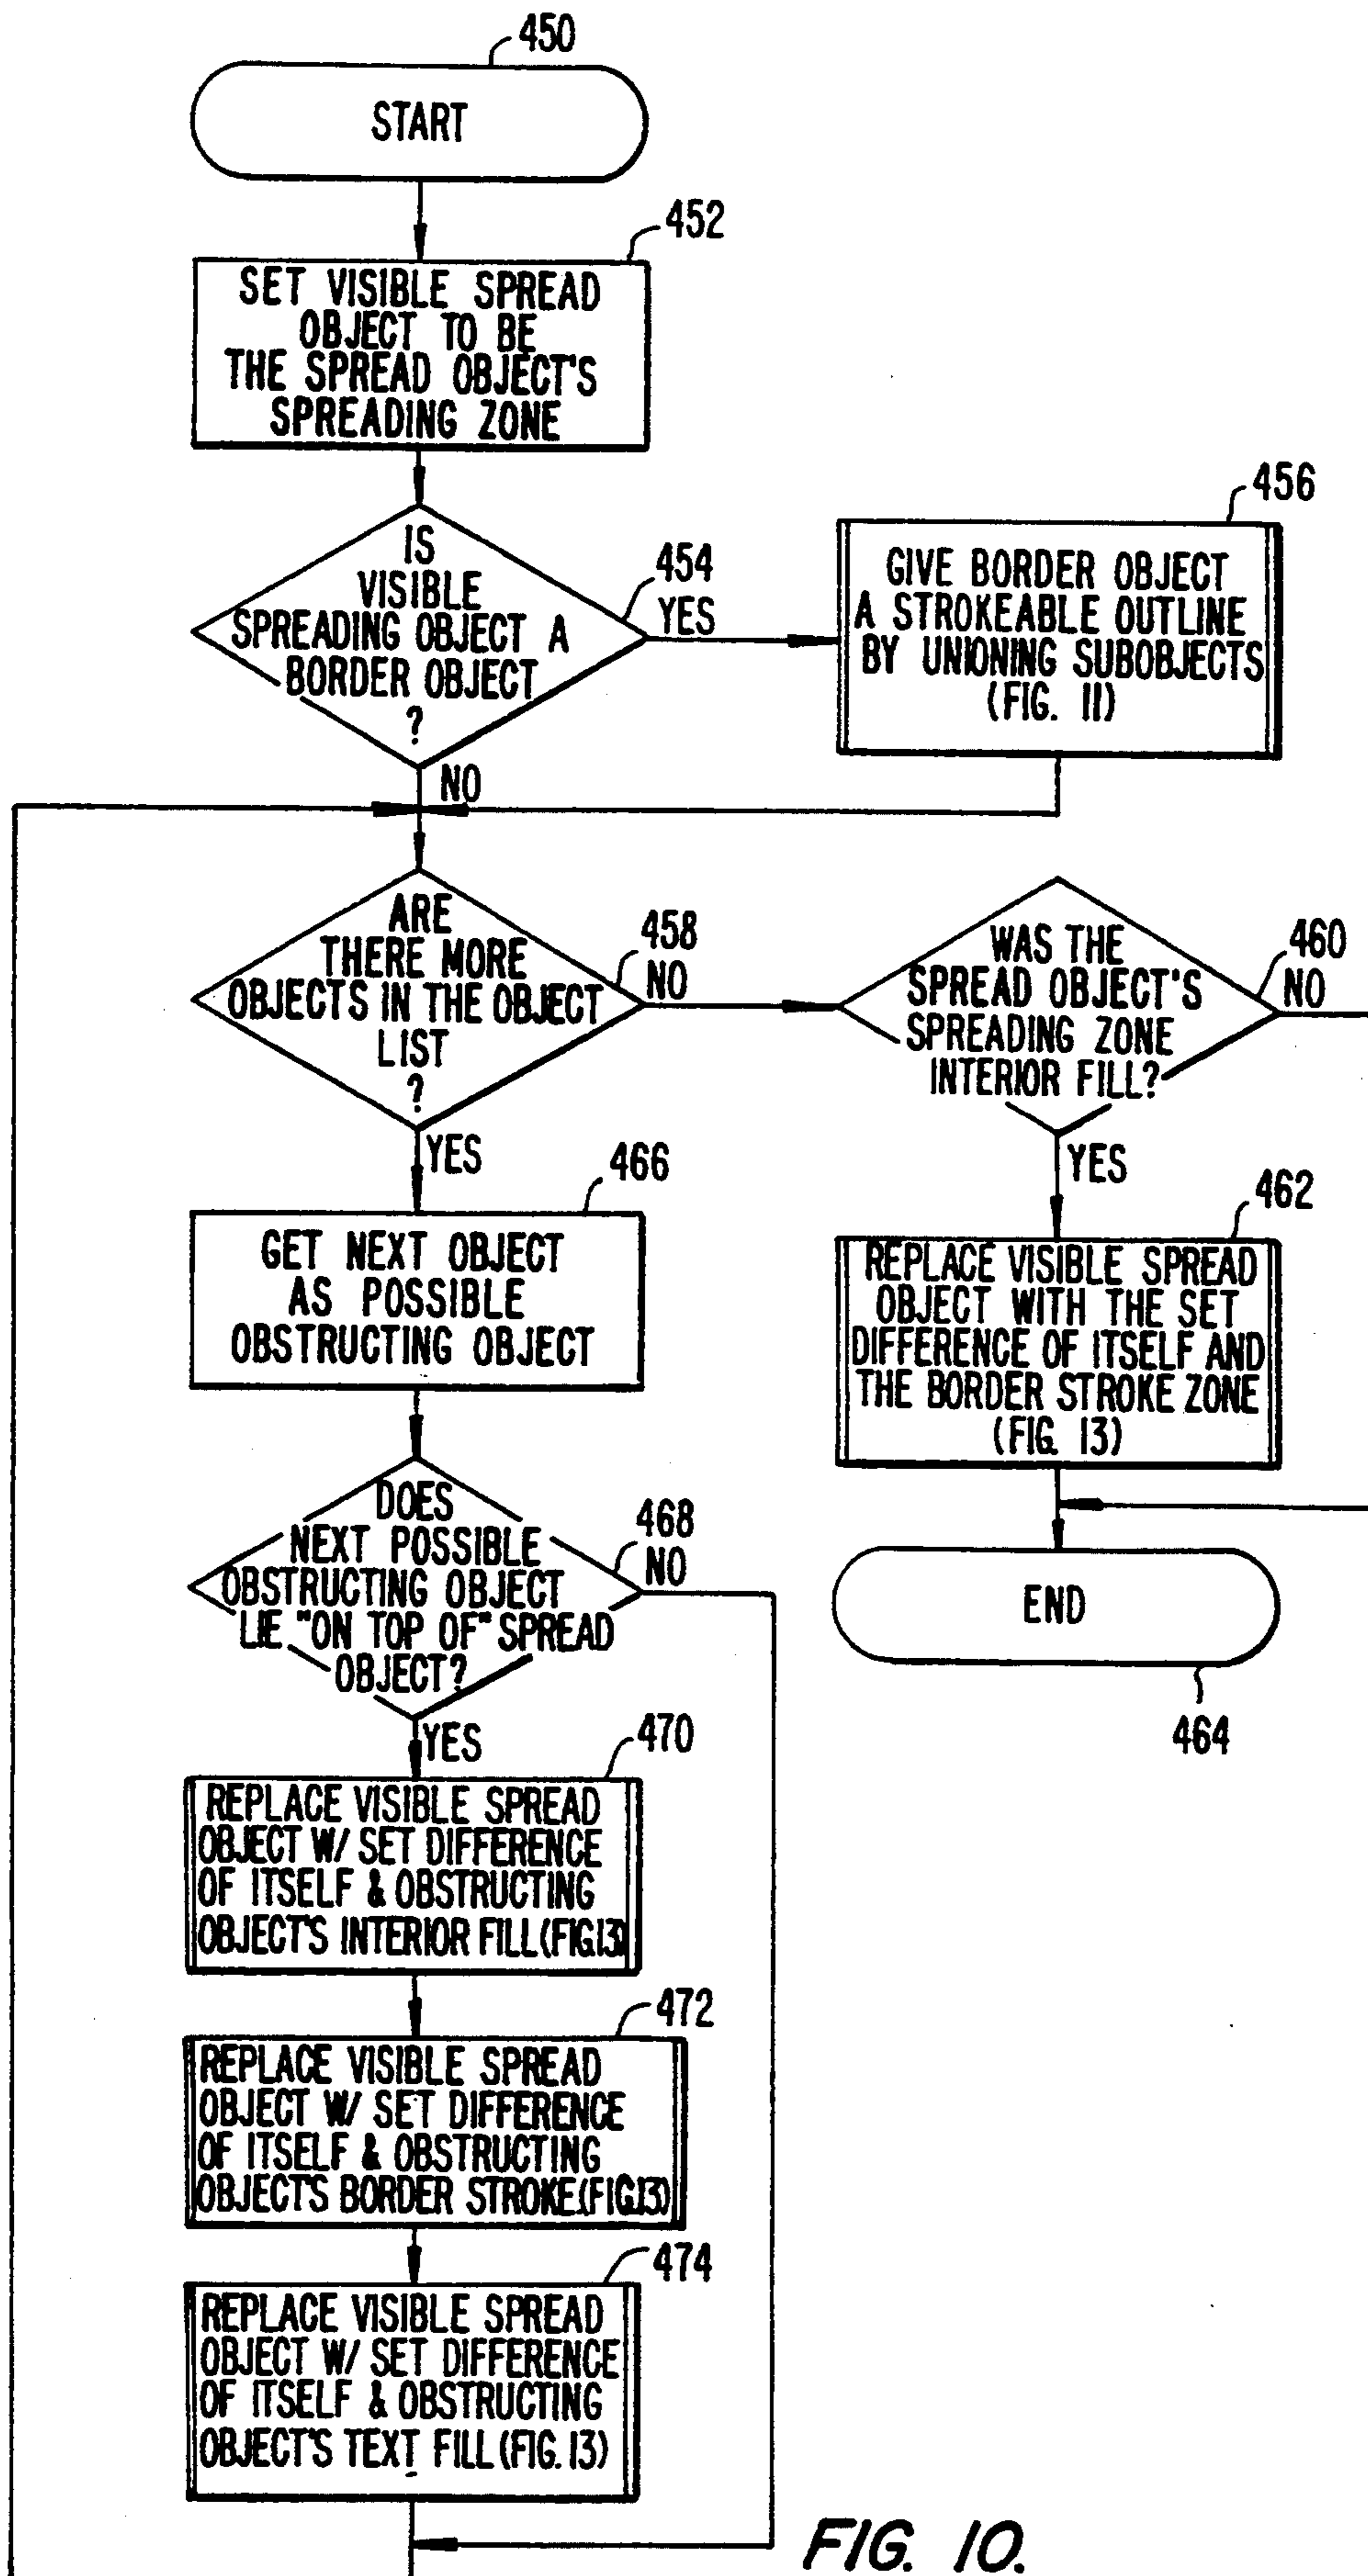 450
START
452
SET VISIBLE SPREAD
OBJECT TO BE
THE SPREAD OBJECT'S
SPREADING ZONE
IS
VISIBLE
SPREADING OBJECT A
BORDER OBJECT
?
454
YES
NO
456
GIVE BORDER OBJECT
A STROKEABLE OUTLINE
BY UNIONING SUBOBJECTS
(FIG. 11)
ARE
THERE MORE
OBJECTS IN THE OBJECT
LIST
?
458
NO
YES
WAS THE
SPREAD OBJECT'S
SPREADING ZONE
INTERIOR FILL?
460
NO
YES
462
REPLACE VISIBLE SPREAD
OBJECT WITH THE SET
DIFFERENCE OF ITSELF AND
THE BORDER STROKE ZONE
(FIG. 13)
END
464
466
GET NEXT OBJECT
AS POSSIBLE
OBSTRUCTING OBJECT
DOES
NEXT POSSIBLE
OBSTRUCTING OBJECT
LIE "ON TOP OF" SPREAD
OBJECT?
468
NO
YES
470
REPLACE VISIBLE SPREAD
OBJECT W/ SET DIFFERENCE
OF ITSELF & OBSTRUCTING
OBJECT'S INTERIOR FILL (FIG.13)
472
REPLACE VISIBLE SPREAD
OBJECT W/ SET DIFFERENCE
OF ITSELF & OBSTRUCTING
OBJECT'S BORDER STROKE.(FIG.13)
474
REPLACE VISIBLE SPREAD
OBJECT W/ SET DIFFERENCE
OF ITSELF & OBSTRUCTING
OBJECT'S TEXT FILL (FIG. 13)
FIG. 10.